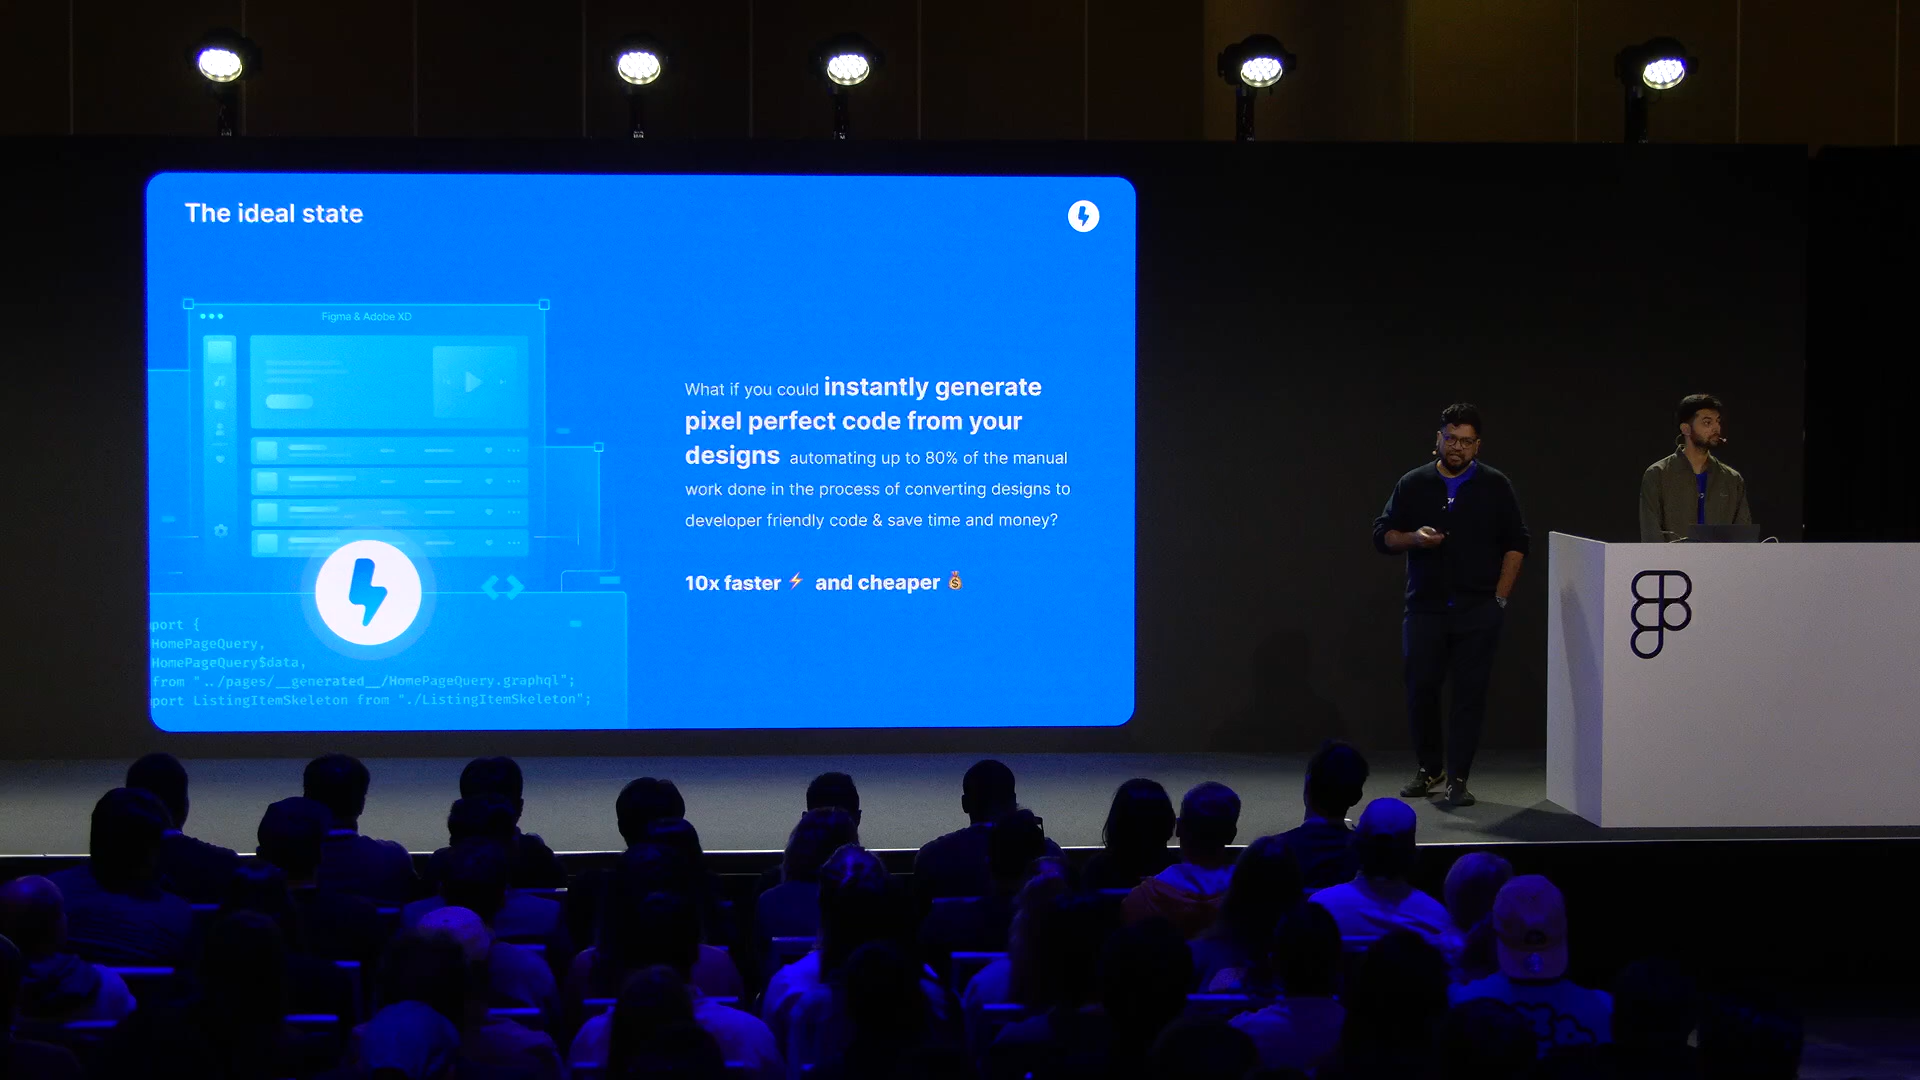 The ideal state
Figma & Adobe XD
What if you could instantly generate
pixel perfect code from your
designs automating up to 80% of the manual
work done in the process of converting designs to
developer friendly code & save time and money?
10x faster ⚡ and cheaper 💰
port {
HomePageQuery,
HomePageQuery$data,
from "../pages/__generated__/HomePageQuery.graphql";
port ListingItemSkeleton from "./ListingItemSkeleton";